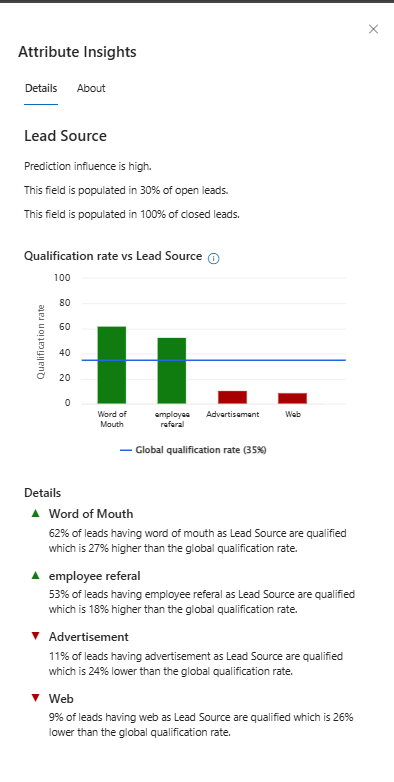 Attribute Insights
Details About
Lead Source
Prediction influence is high.
This field is populated in 30% of open leads.
This field is populated in 100% of closed leads.
Qualification rate vs Lead Source
Qualification rate
100
80
60
40
20
0
Word of
Mouth
employee
referal
Advertisement
Web
Global qualification rate (35%)
Details
Word of Mouth
62% of leads having word of mouth as Lead Source are qualified
which is 27% higher than the global qualification rate.
employee referal
53% of leads having employee referal as Lead Source are qualified
which is 18% higher than the global qualification rate.
Advertisement
11% of leads having advertisement as Lead Source are qualified
which is 24% lower than the global qualification rate.
Web
9% of leads having web as Lead Source are qualified which is 26%
lower than the global qualification rate.